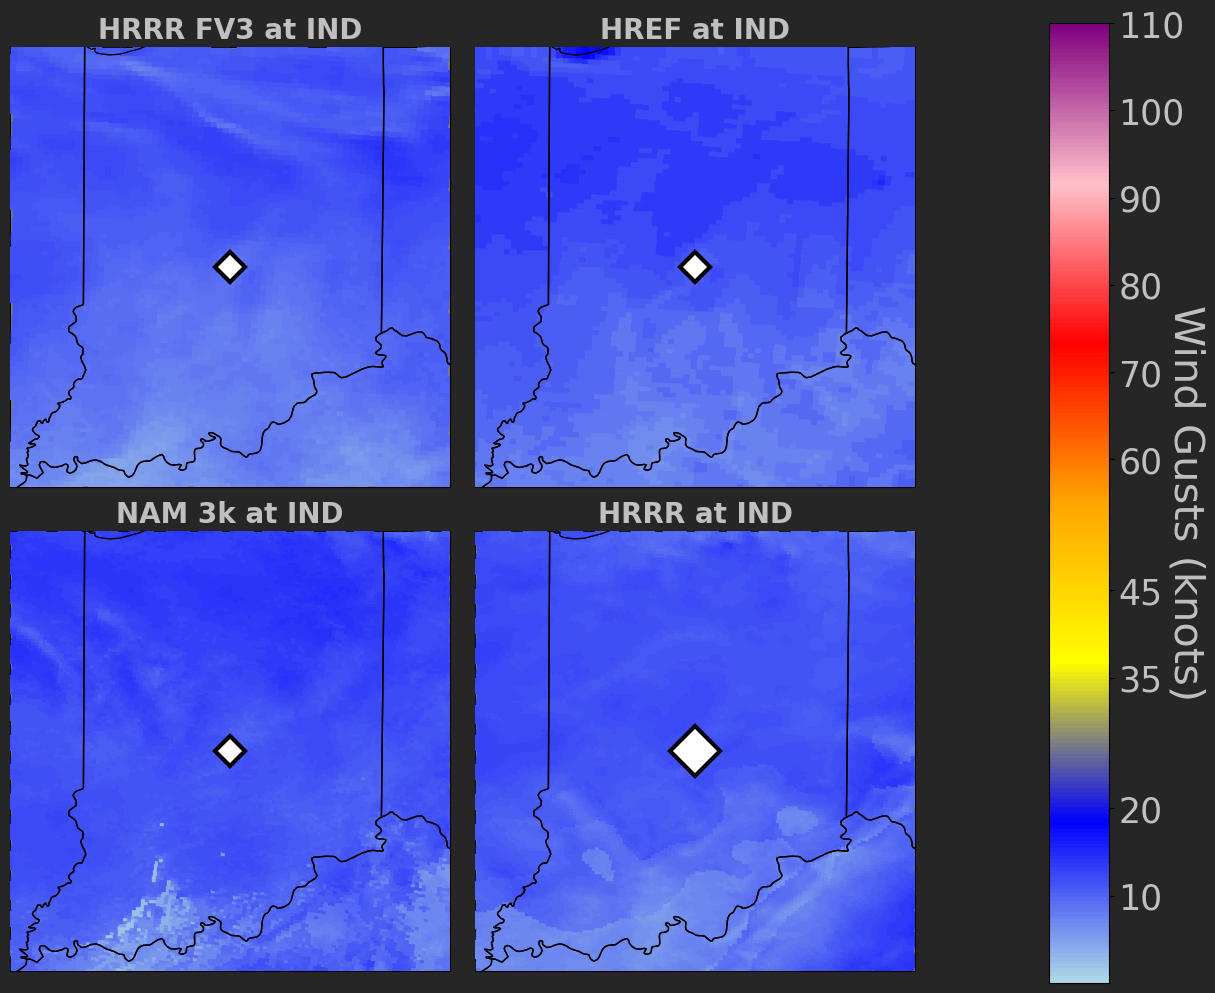 HRRR FV3 at IND
HREF at IND
NAM 3k at IND
HRRR at IND
110
100
90
80
70
60
45
35
20
10
Wind Gusts (knots)